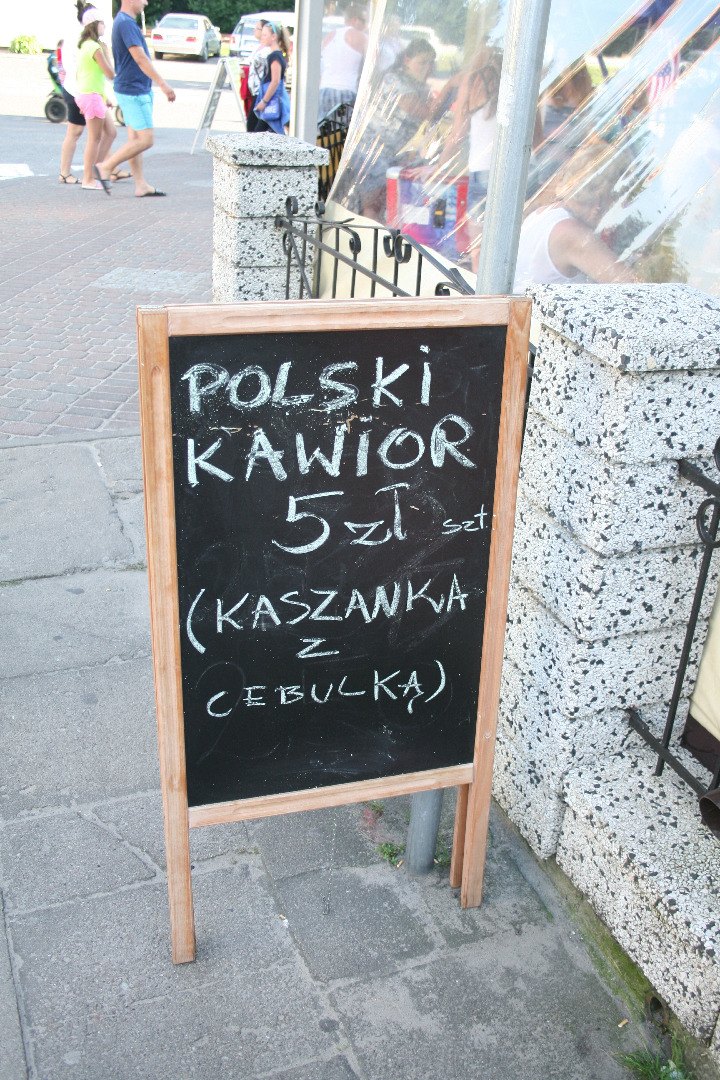 POLSKI
KAWIOR
5 zł szt.
(KASZANKA
Z
CEBULKĄ)